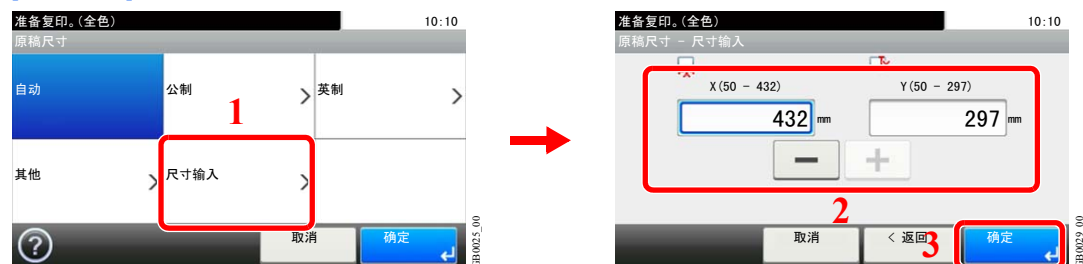 准备复印。(全色) 10:10
原稿尺寸
自动 公制 英制
1
其他 尺寸输入
取消 确定
GB0025_00
准备复印。(全色) 10:10
原稿尺寸 - 尺寸输入
X(50 - 432) Y(50 - 297)
432 mm 297 mm
2
取消 < 返回 3 确定
GB0029_00